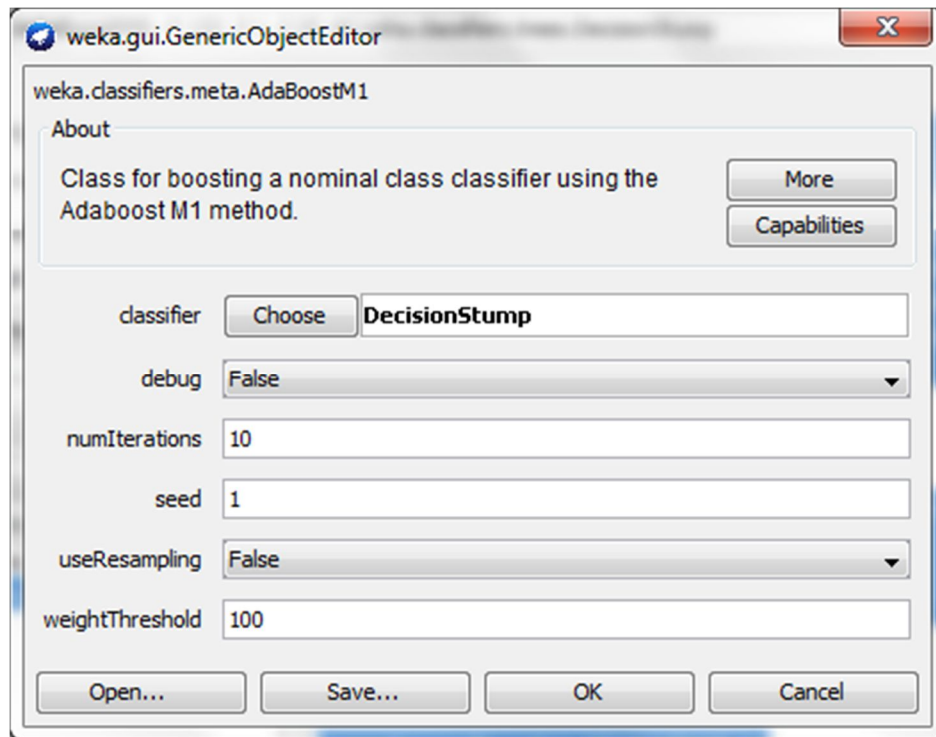 weka.gui.GenericObjectEditor
weka.classifiers.meta.AdaBoostM1
About
Class for boosting a nominal class classifier using the
Adaboost M1 method.
More
Capabilities
classifier Choose DecisionStump
debug False
numIterations 10
seed 1
useResampling False
weightThreshold 100
Open... Save... OK Cancel